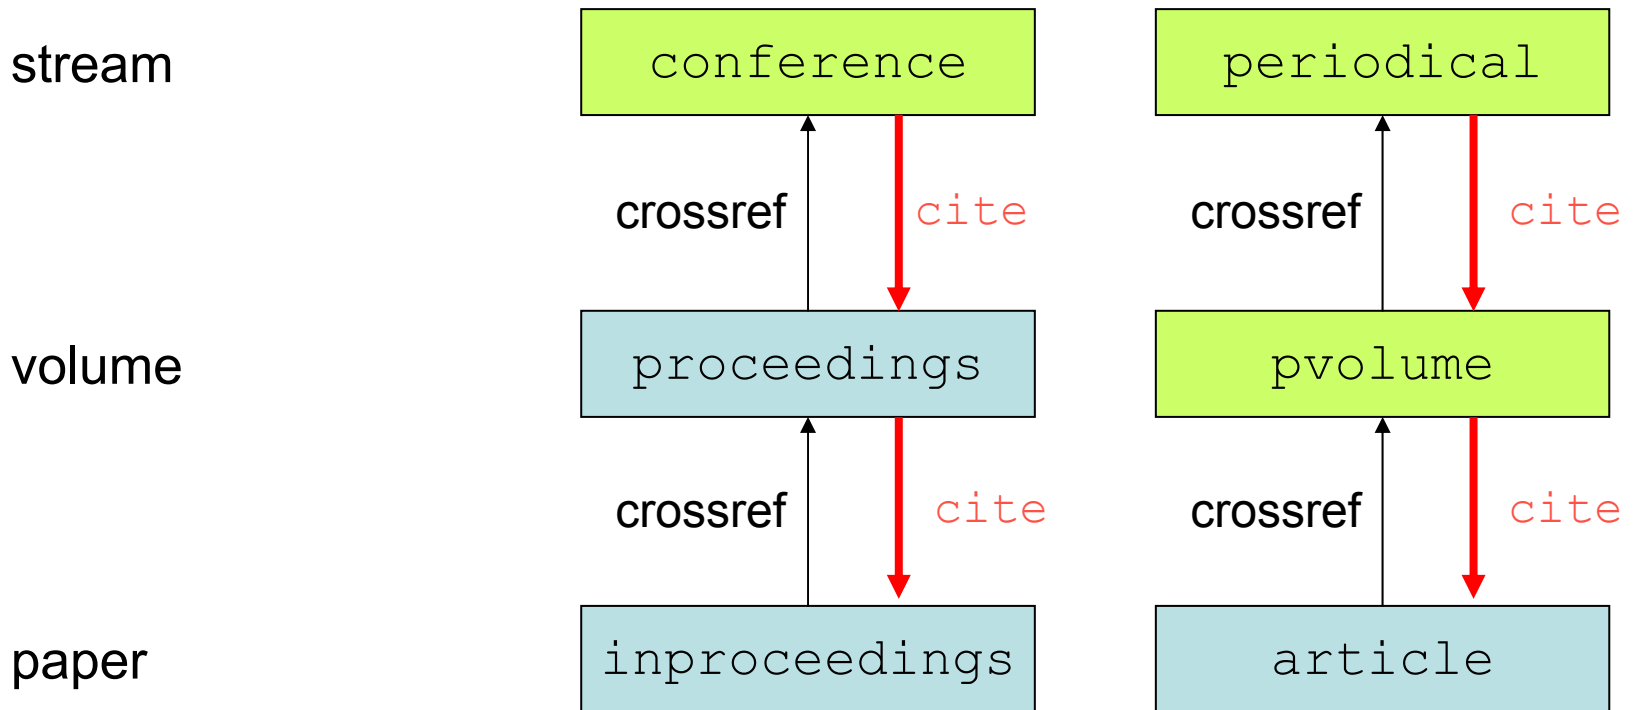 stream conference periodical
crossref cite crossref cite
volume proceedings pvolume
crossref cite crossref cite
paper inproceedings article